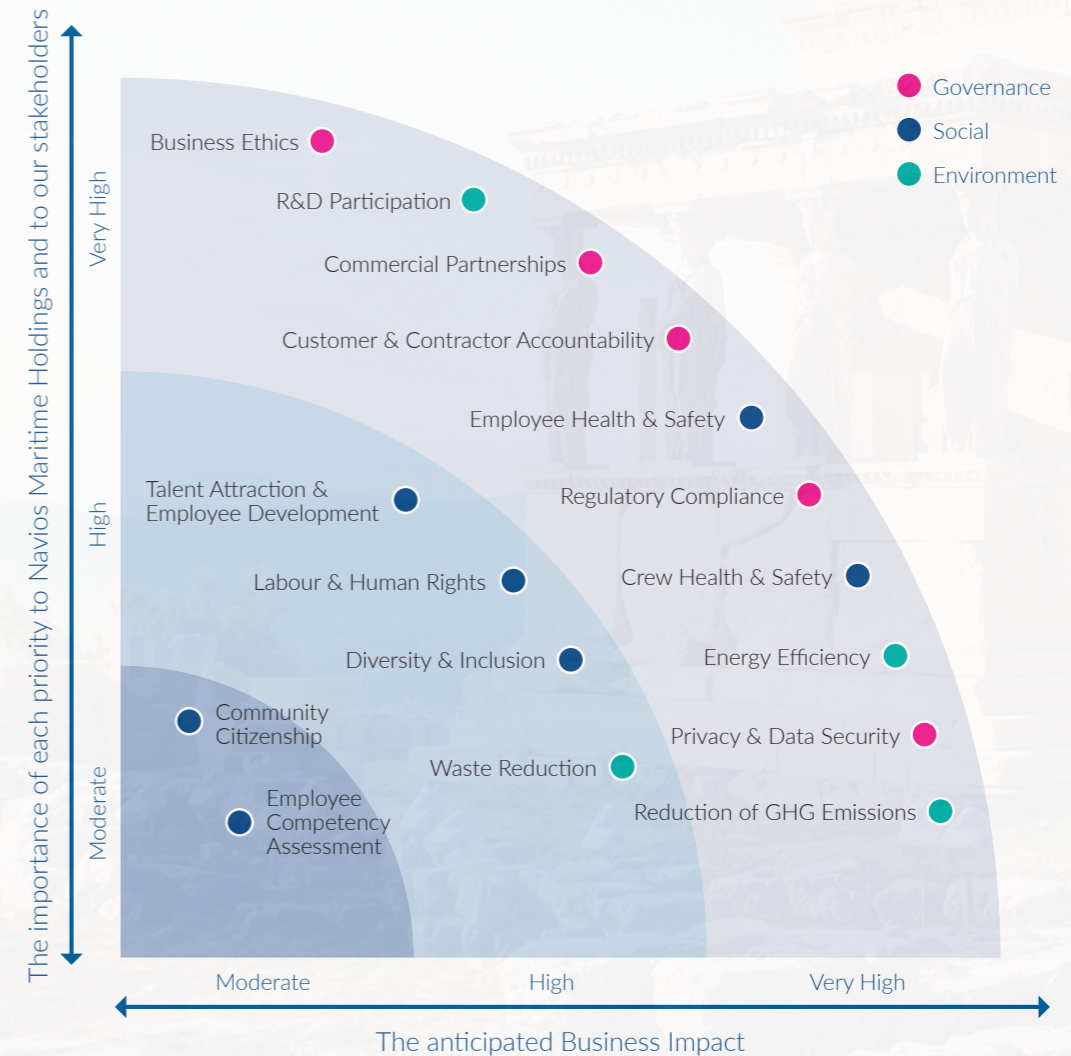 The importance of each priority to Navios Maritime Holdings and to our stakeholders
Very High
High
Moderate
Governance
Social
Environment
Business Ethics
R&D Participation
Commercial Partnerships
Customer & Contractor Accountability
Employee Health & Safety
Talent Attraction &
Employee Development
Regulatory Compliance
Labour & Human Rights
Crew Health & Safety
Diversity & Inclusion
Energy Efficiency
Community
Citizenship
Privacy & Data Security
Waste Reduction
Employee
Competency
Assessment
Reduction of GHG Emissions
Moderate
High
Very High
The anticipated Business Impact